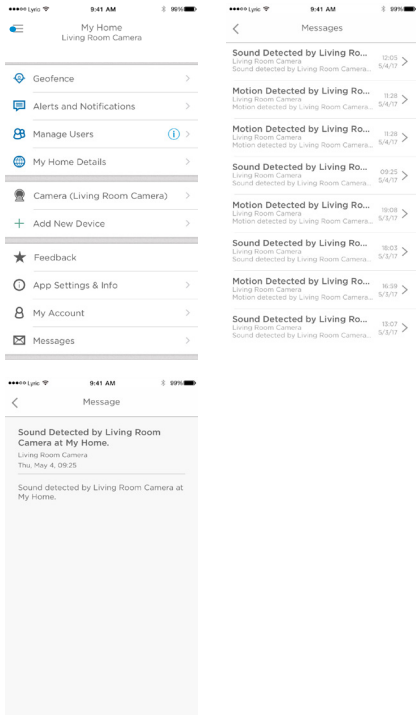 Lyric
9:41 AM
99%
My Home
Living Room Camera
Geofence
Alerts and Notifications
Manage Users
My Home Details
Camera (Living Room Camera)
Add New Device
Feedback
App Settings & Info
My Account
Messages
Lyric
9:41 AM
99%
Messages
Sound Detected by Living Ro...
Living Room Camera
Sound detected by Living Room Camera...
12:05
5/4/17
Motion Detected by Living Ro...
Living Room Camera
Motion detected by Living Room Camera...
11:28
5/4/17
Motion Detected by Living Ro...
Living Room Camera
Motion detected by Living Room Camera...
11:28
5/4/17
Sound Detected by Living Ro...
Living Room Camera
Sound detected by Living Room Camera...
09:25
5/4/17
Motion Detected by Living Ro...
Living Room Camera
Motion detected by Living Room Camera...
19:08
5/3/17
Sound Detected by Living Ro...
Living Room Camera
Sound detected by Living Room Camera...
18:03
5/3/17
Motion Detected by Living Ro...
Living Room Camera
Motion detected by Living Room Camera...
16:59
5/3/17
Sound Detected by Living Ro...
Living Room Camera
Sound detected by Living Room Camera...
13:07
5/3/17
Lyric
9:41 AM
99%
Message
Sound Detected by Living Room
Camera at My Home.
Living Room Camera
Thu, May 4, 09:25
Sound detected by Living Room Camera at
My Home.